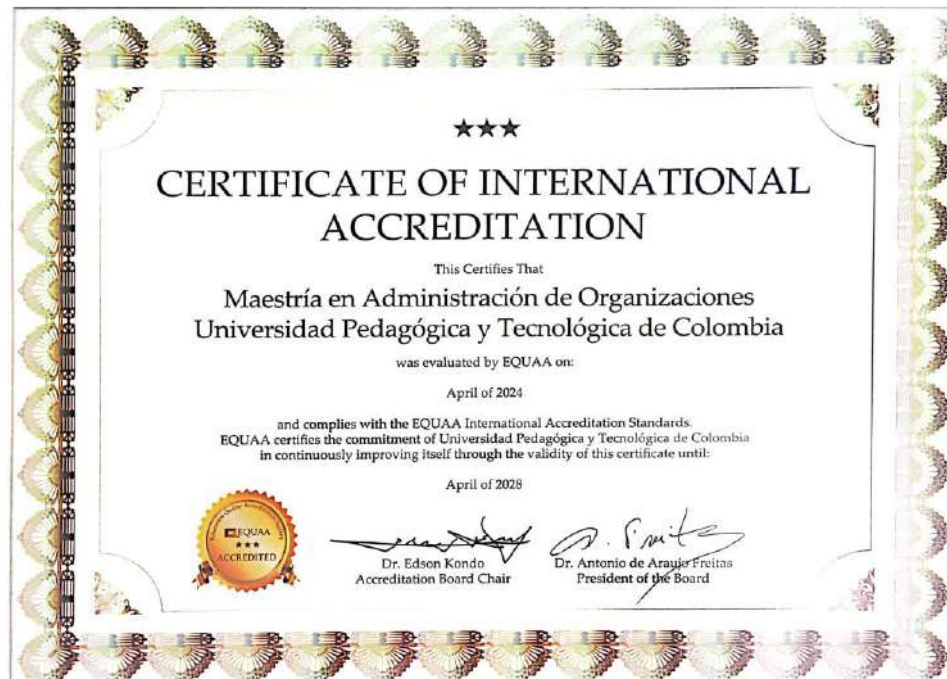 ★★★
CERTIFICATE OF INTERNATIONAL
ACCREDITATION
This Certifies That
Maestría en Administración de Organizaciones
Universidad Pedagógica y Tecnológica de Colombia
was evaluated by EQUAA on:
April of 2024
and complies with the EQUAA International Accreditation Standards.
EQUAA certifies the commitment of Universidad Pedagógica y Tecnológica de Colombia
in continuously improving itself through the validity of this certificate until:
April of 2028
EQUAA
★★★
ACCREDITED
Dr. Edson Kondo
Accreditation Board Chair
Dr. Antonio de Araujo Freitas
President of the Board